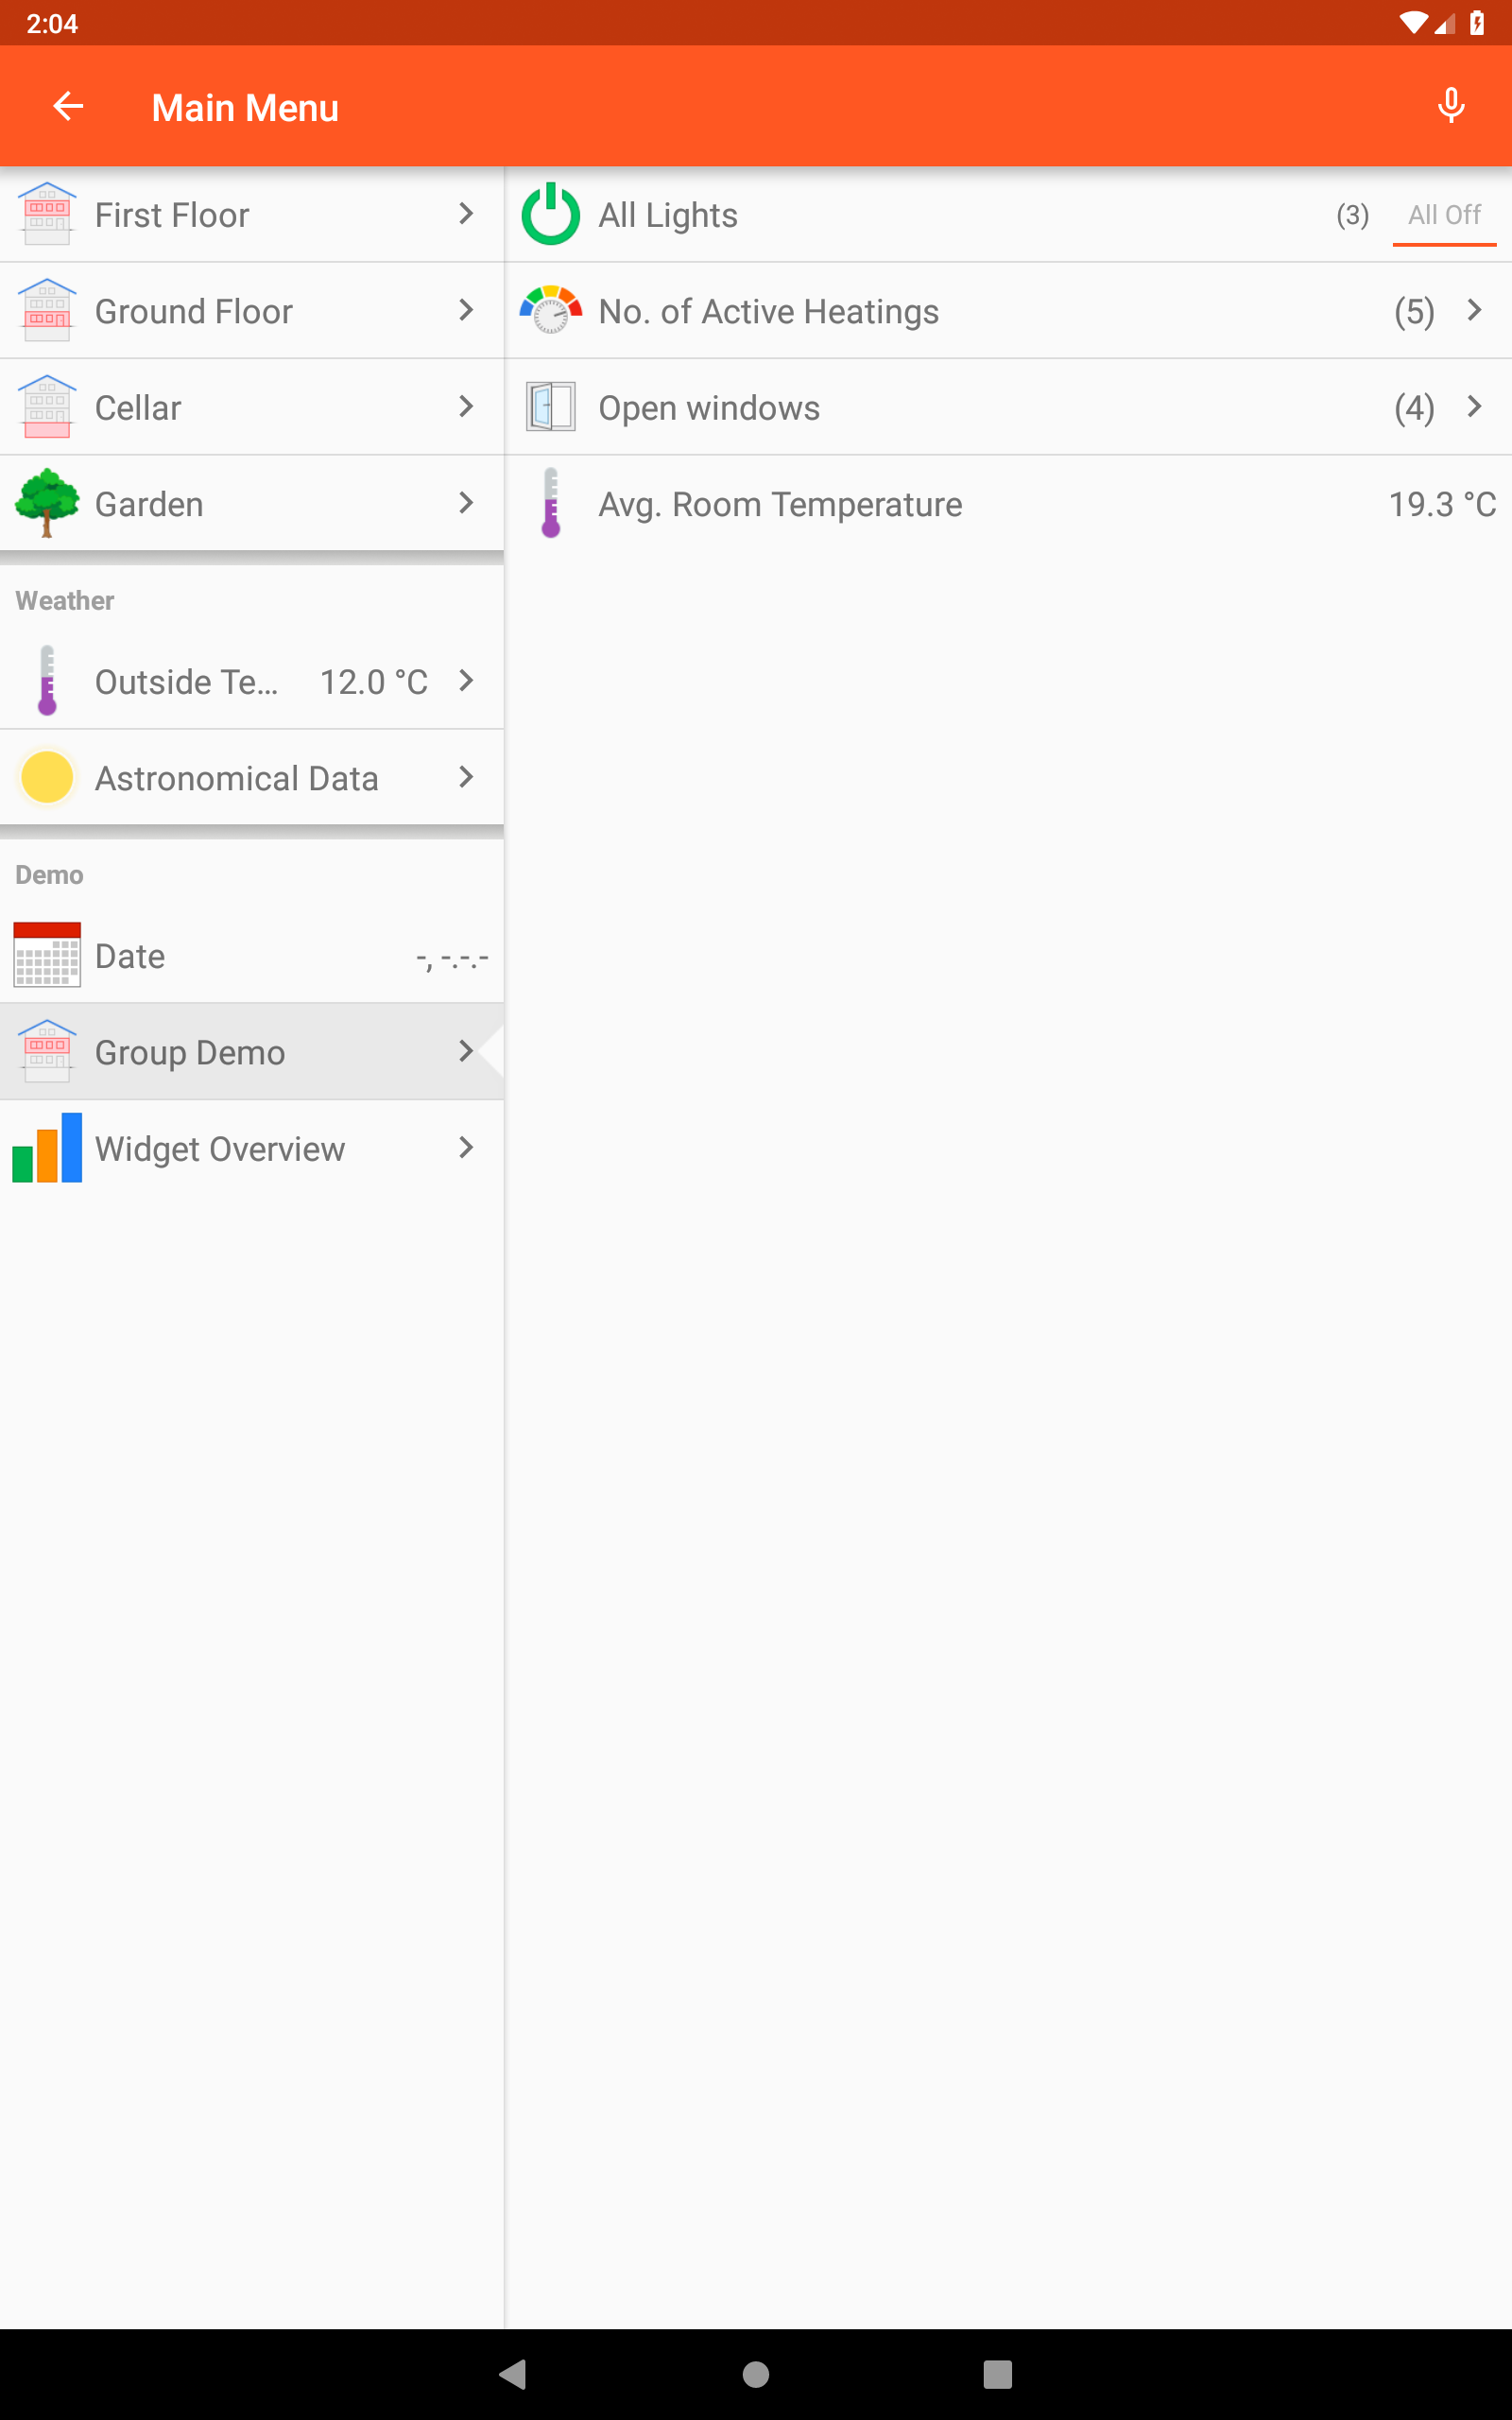 2:04
Main Menu
First Floor
Ground Floor
Cellar
Garden
Weather
Outside Te... 12.0 °C
Astronomical Data
Demo
Date -, -.-.-
Group Demo
Widget Overview
All Lights (3) All Off
No. of Active Heatings (5)
Open windows (4)
Avg. Room Temperature 19.3 °C